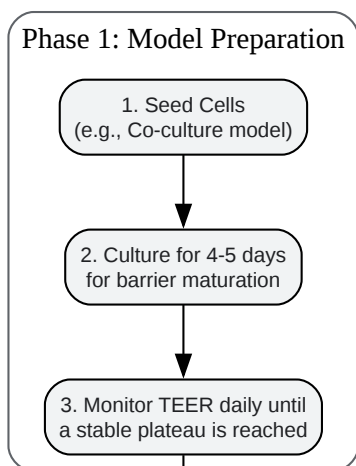 Phase 1: Model Preparation
1. Seed Cells
(e.g., Co-culture model)
2. Culture for 4-5 days
for barrier maturation
3. Monitor TEER daily until
a stable plateau is reached